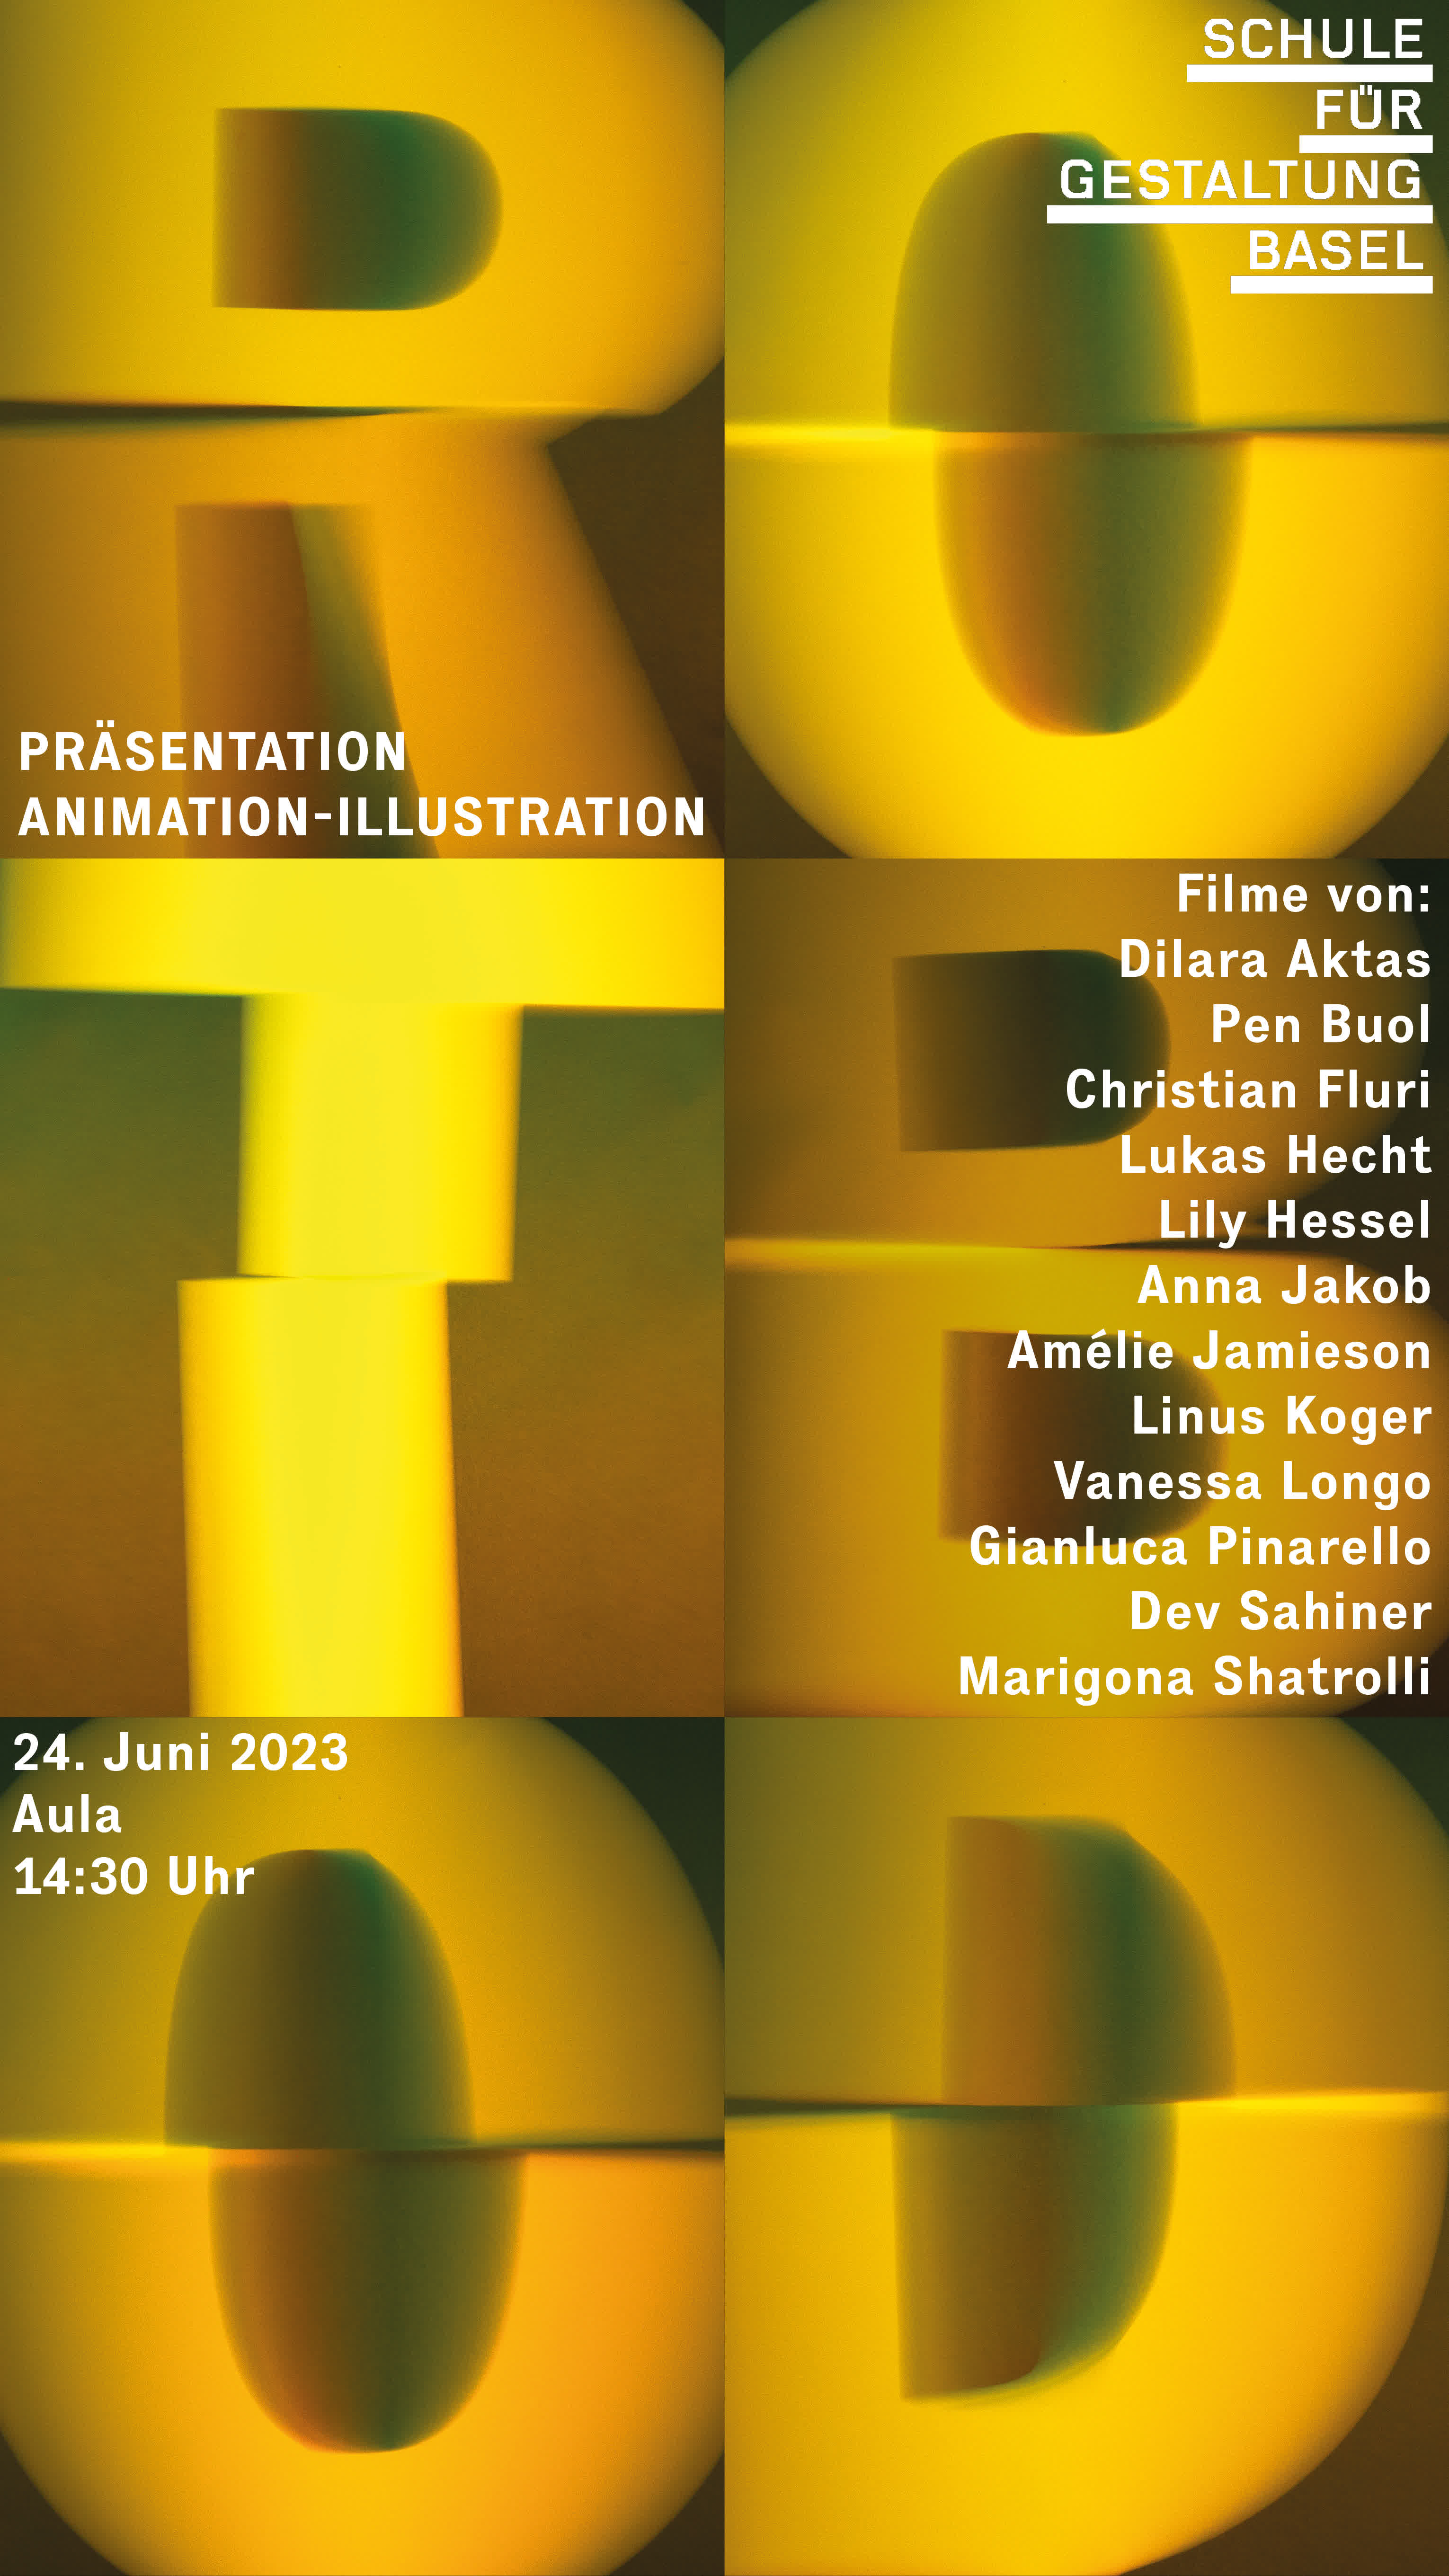 R O
SCHULE
FÜR
GESTALTUNG
BASEL
PRÄSENTATION
ANIMATION-ILLUSTRATION
T B
Filme von:
Dilara Aktas
Pen Buol
Christian Fluri
Lukas Hecht
Lily Hessel
Anna Jakob
Amélie Jamieson
Linus Koger
Vanessa Longo
Gianluca Pinarello
Dev Sahiner
Marigona Shatrolli
O D
24. Juni 2023
Aula
14:30 Uhr